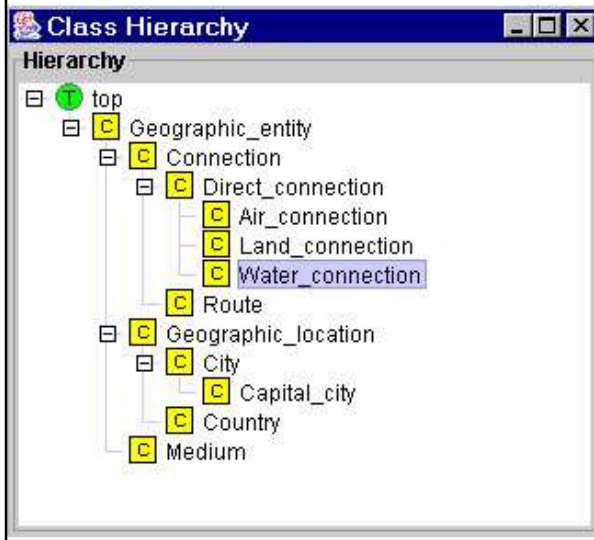 Class Hierarchy
Hierarchy
T top
C Geographic_entity
C Connection
C Direct_connection
C Air_connection
C Land_connection
C Water_connection
C Route
C Geographic_location
C City
C Capital_city
C Country
C Medium